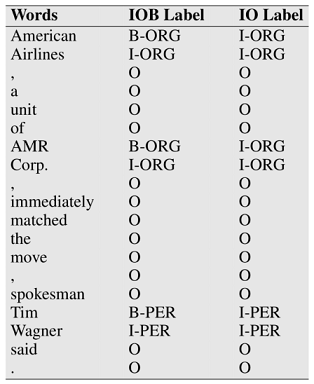 Words IOB Label IO Label
American B-ORG I-ORG
Airlines I-ORG I-ORG
, O O
a O O
unit O O
of O O
AMR B-ORG I-ORG
Corp. I-ORG I-ORG
, O O
immediately O O
matched O O
the O O
move O O
, O O
spokesman O O
Tim B-PER I-PER
Wagner I-PER I-PER
said O O
. O O